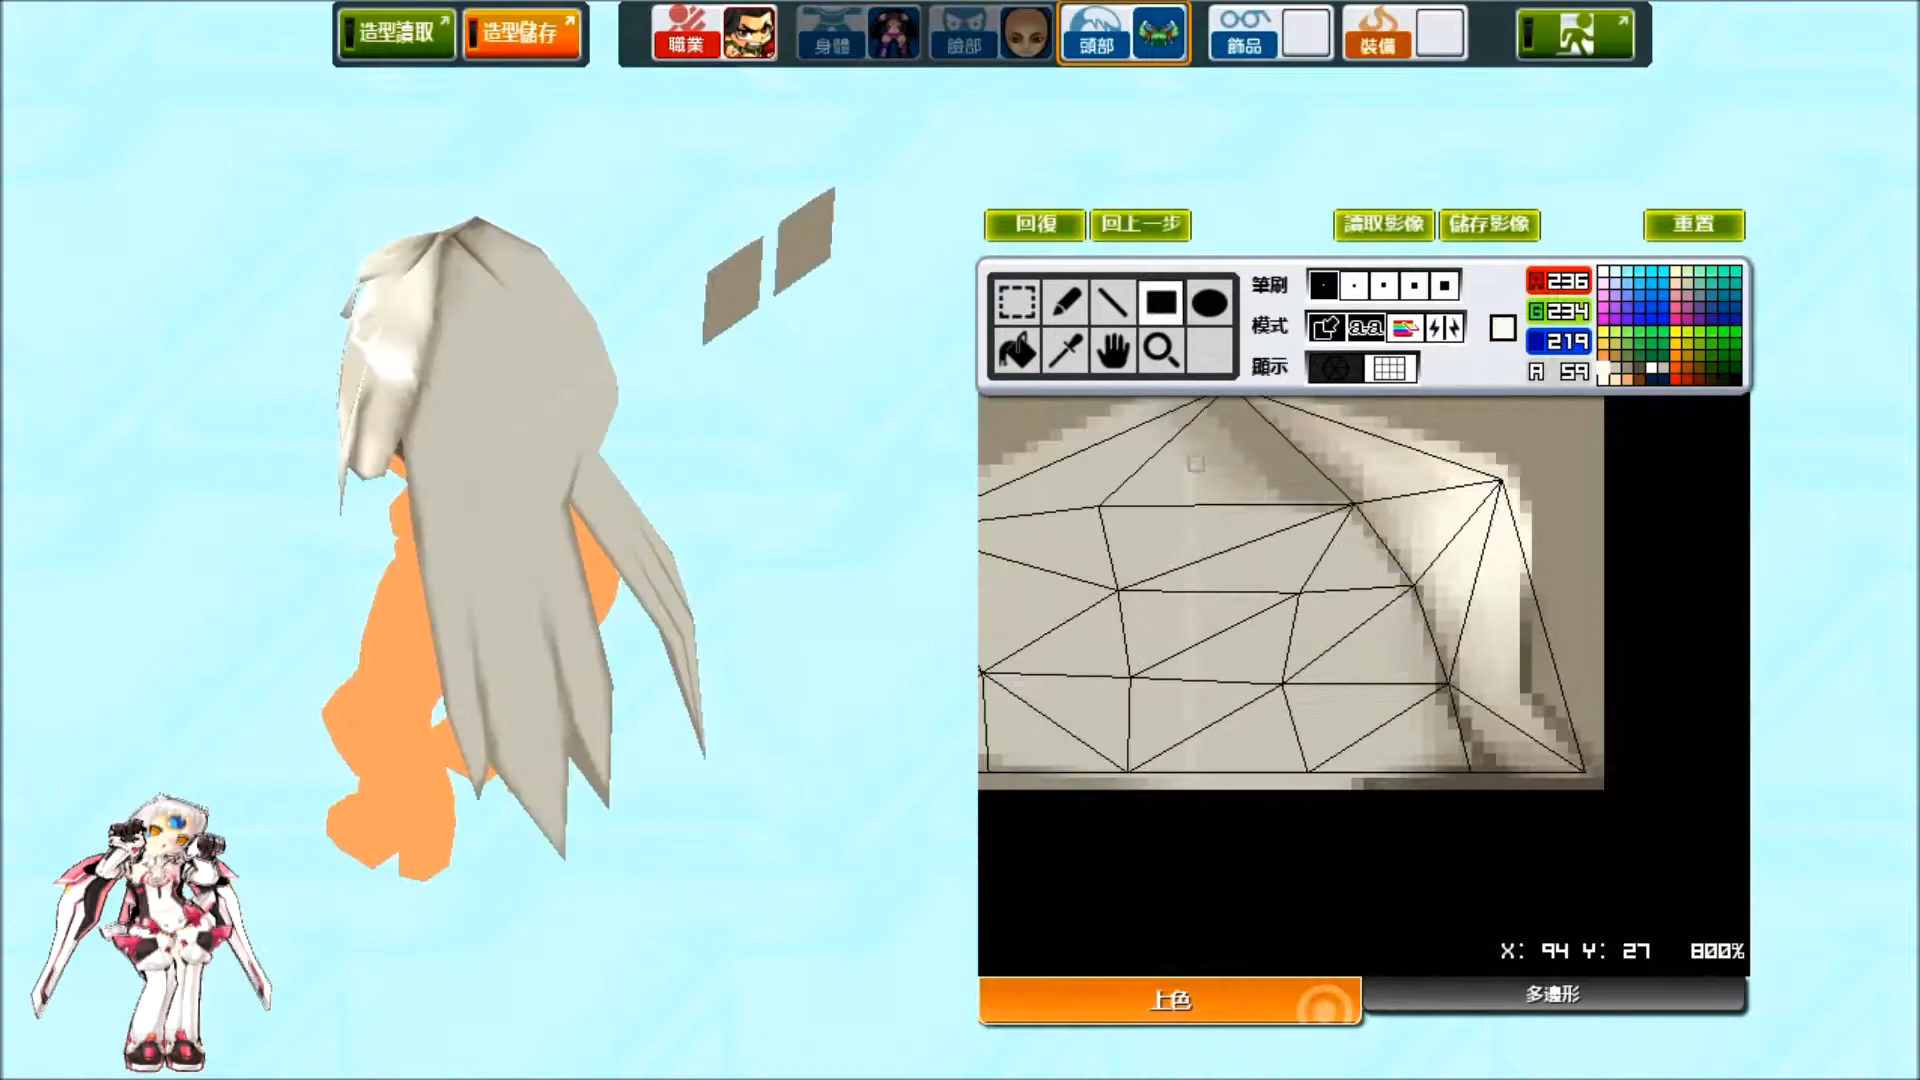 造型讀取 造型儲存 職業 身體 臉部 頭部 飾品 裝備
回復 回上一步 讀取影像 儲存影像 重置
筆刷 R 236
G 234
模式 aa 219
顯示 A 59
X: 94 Y: 27 800%
上色 多邊形